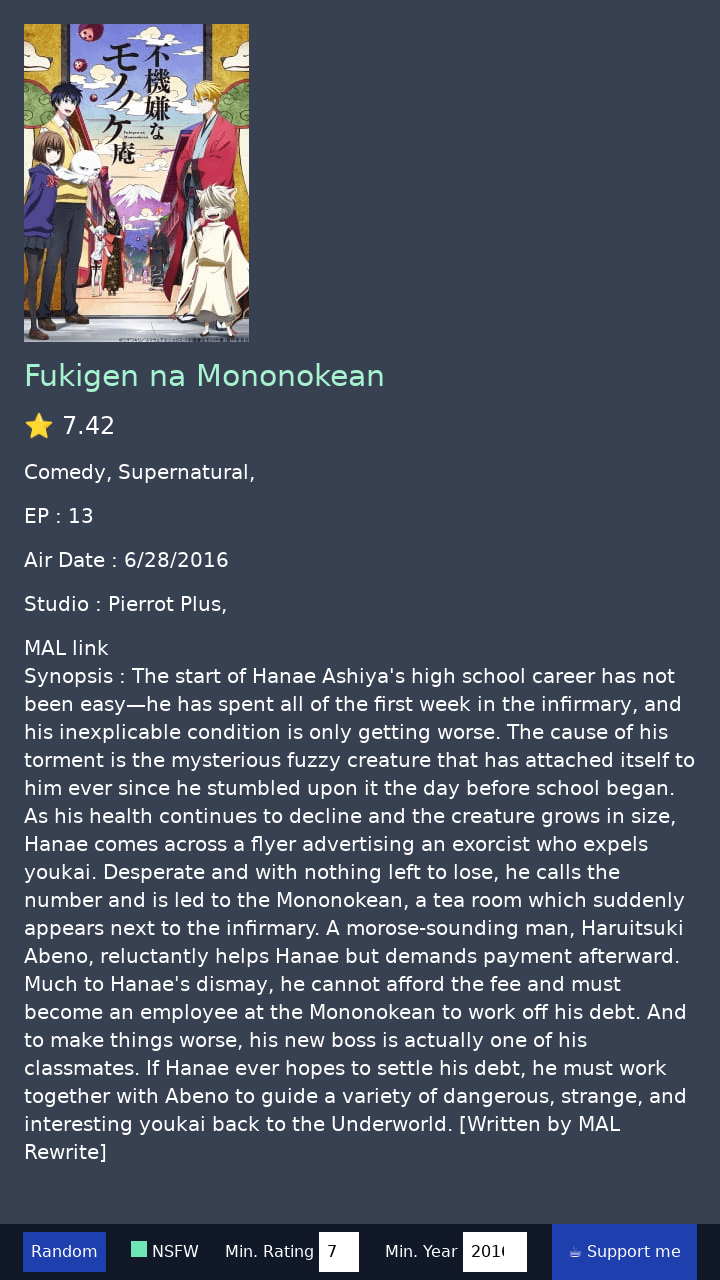 不機嫌な
モノノケ庵
Fukigen na
Mononokean
Fukigen na Mononokean
⭐ 7.42
Comedy, Supernatural,
EP : 13
Air Date : 6/28/2016
Studio : Pierrot Plus,
MAL link
Synopsis : The start of Hanae Ashiya's high school career has not
been easy—he has spent all of the first week in the infirmary, and
his inexplicable condition is only getting worse. The cause of his
torment is the mysterious fuzzy creature that has attached itself to
him ever since he stumbled upon it the day before school began.
As his health continues to decline and the creature grows in size,
Hanae comes across a flyer advertising an exorcist who expels
youkai. Desperate and with nothing left to lose, he calls the
number and is led to the Mononokean, a tea room which suddenly
appears next to the infirmary. A morose-sounding man, Haruitsuki
Abeno, reluctantly helps Hanae but demands payment afterward.
Much to Hanae's dismay, he cannot afford the fee and must
become an employee at the Mononokean to work off his debt. And
to make things worse, his new boss is actually one of his
classmates. If Hanae ever hopes to settle his debt, he must work
together with Abeno to guide a variety of dangerous, strange, and
interesting youkai back to the Underworld. [Written by MAL
Rewrite]
Random NSFW Min. Rating 7 Min. Year 2016 ☕ Support me